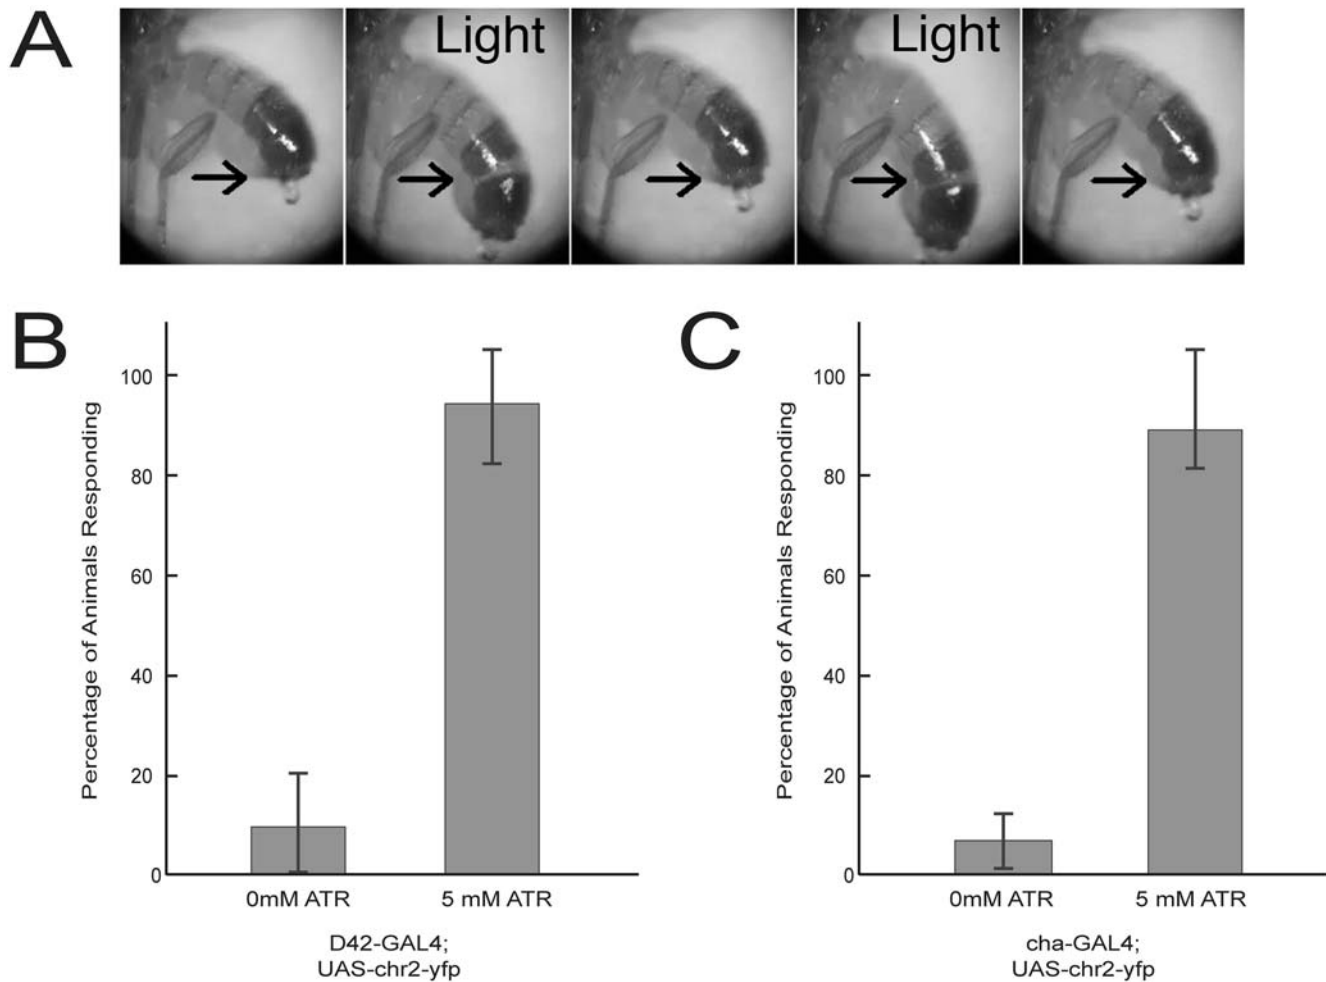 A
Light
Light
B
Percentage of Animals Responding
100
80
60
40
20
0
0mM ATR
5 mM ATR
D42-GAL4;
UAS-chr2-yfp
C
Percentage of Animals Responding
100
80
60
40
20
0
0mM ATR
5 mM ATR
cha-GAL4;
UAS-chr2-yfp